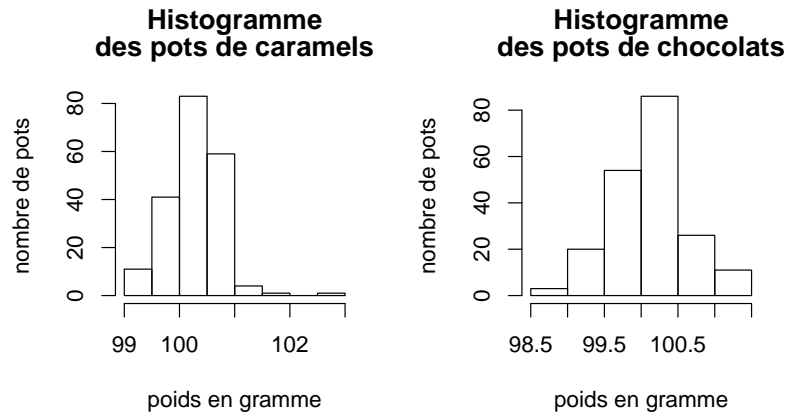 Histogramme
des pots de caramels
nombre de pots
0 20 40 60 80
99 100 102
poids en gramme
Histogramme
des pots de chocolats
nombre de pots
0 20 40 60 80
98.5 99.5 100.5
poids en gramme